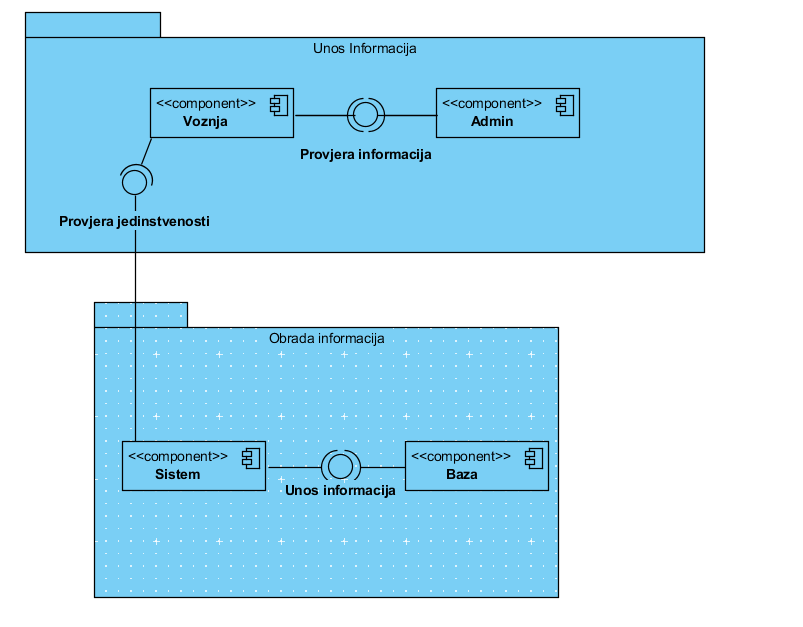 Unos Informacija
<<component>>
Voznja
<<component>>
Admin
Provjera informacija
Provjera jedinstvenosti
Obrada informacija
<<component>>
Sistem
<<component>>
Baza
Unos informacija